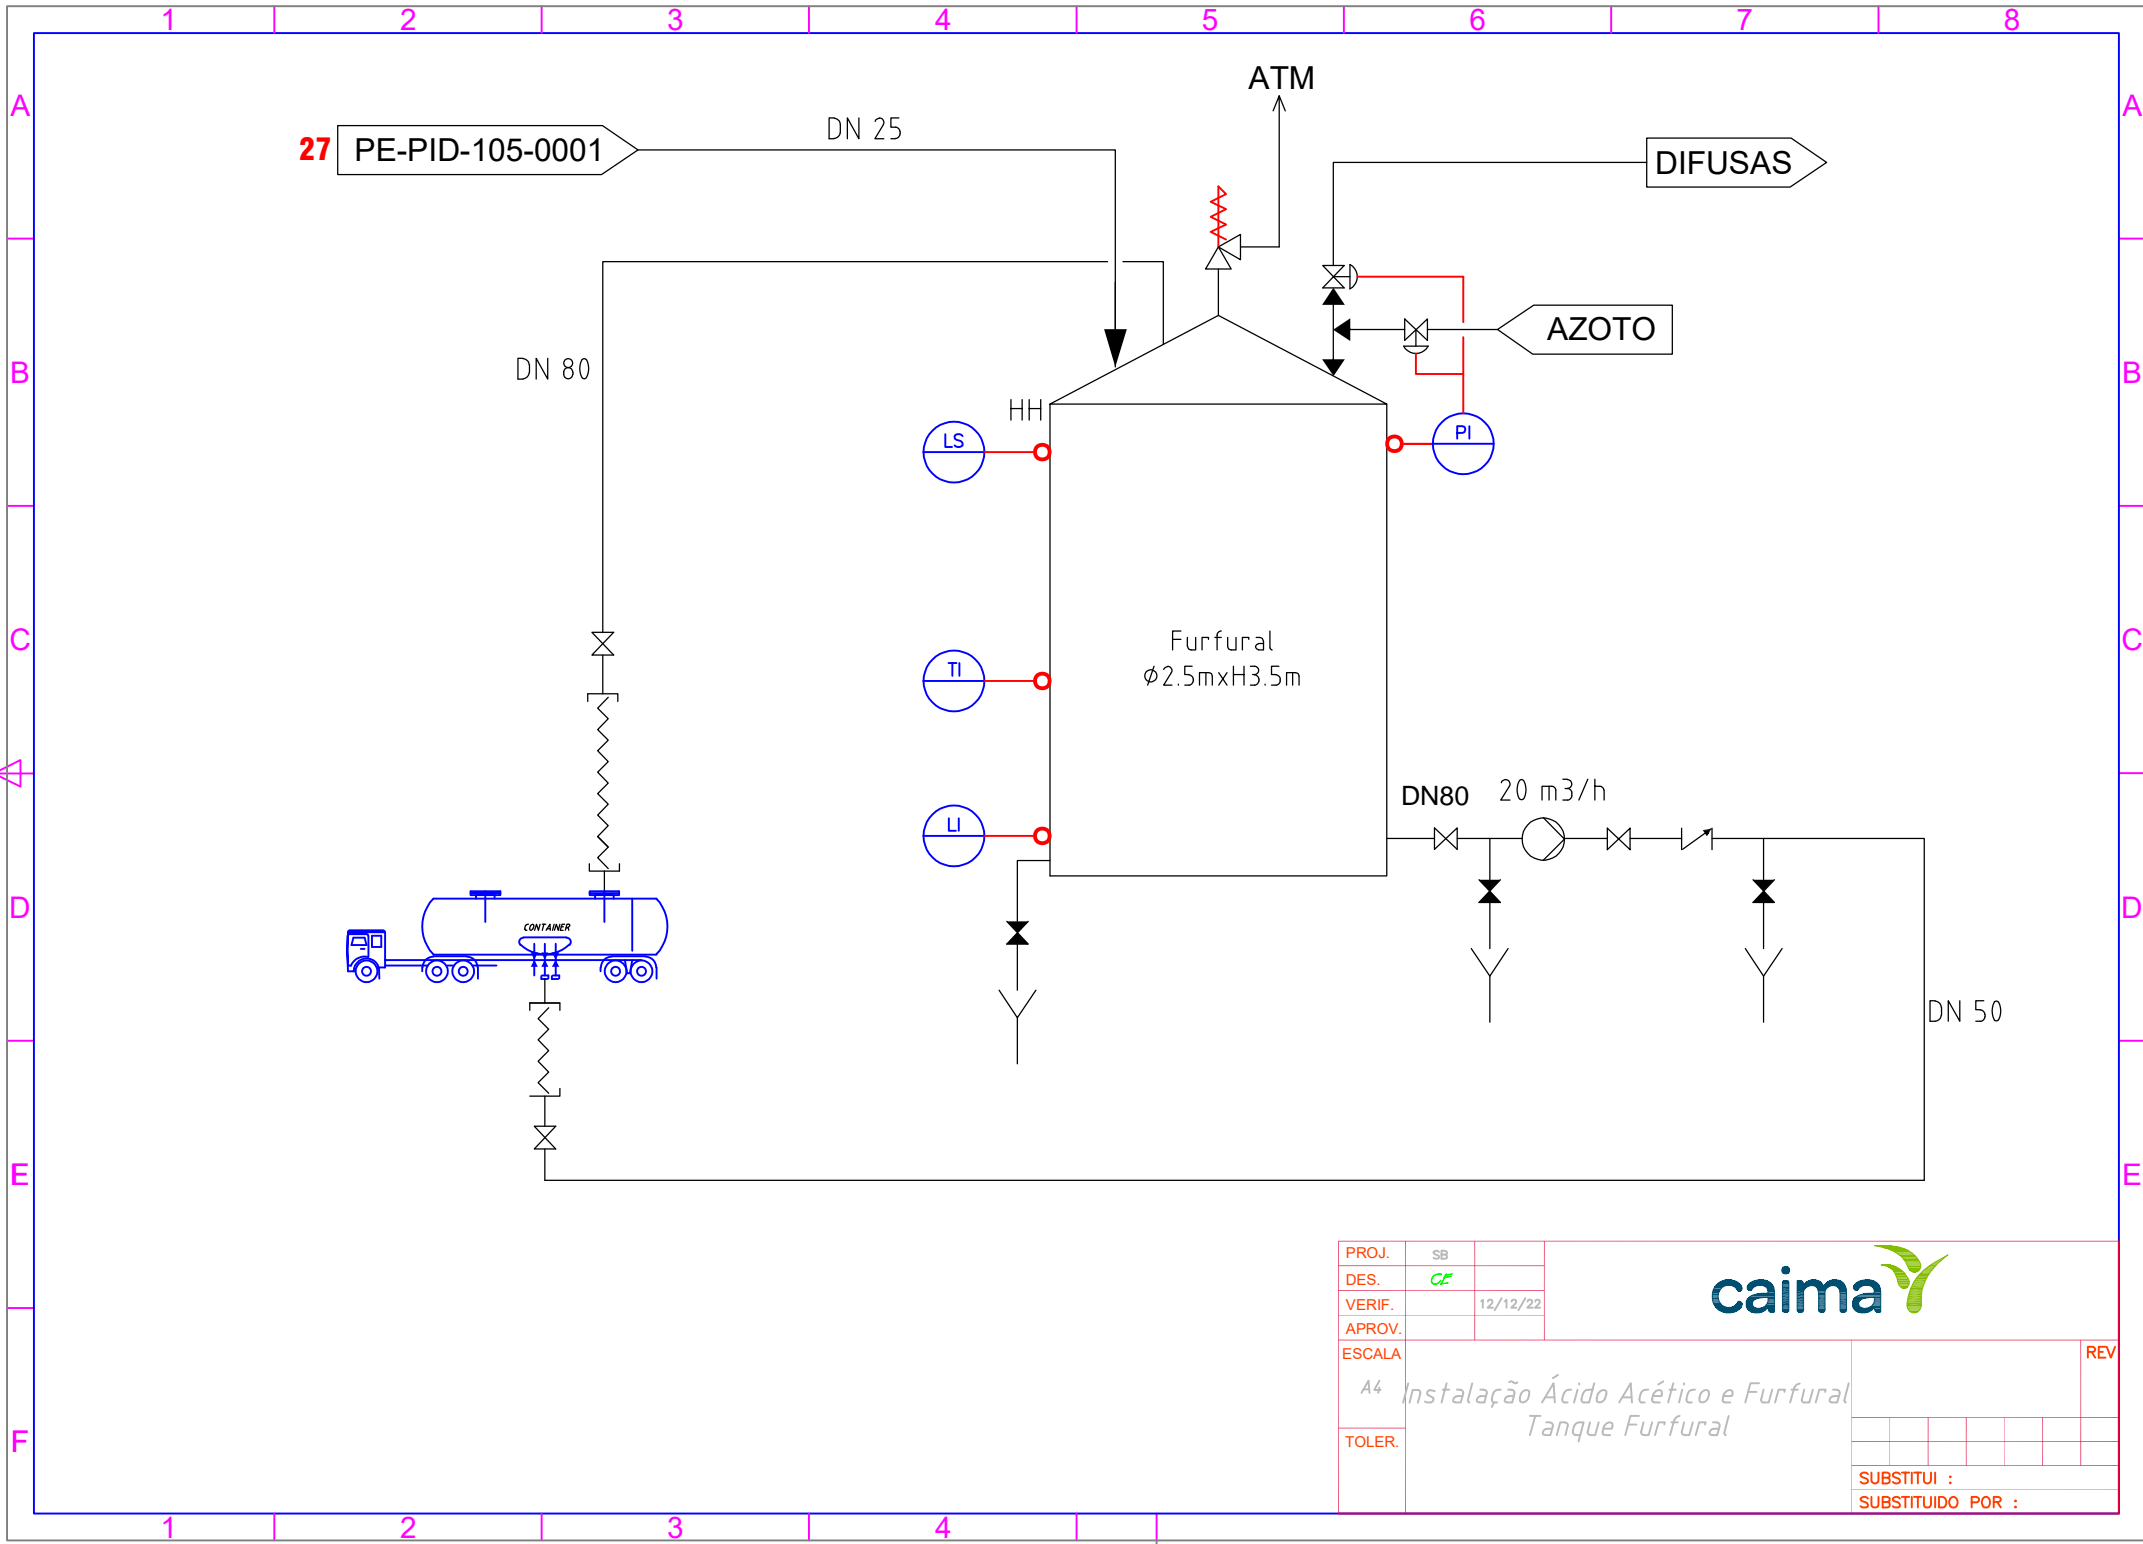 1 2 3 4 5 6 7 8
A A
ATM
DN 25
27 PE-PID-105-0001
DIFUSAS
AZOTO
DN 80
B B
HH
LS
PI
Furfural
C C
TI
ϕ2.5mxH3.5m
DN80 20 m3/h
LI
D D
CONTAINER
DN 50
E E
PROJ. SB
DES. CF
VERIF. 12/12/22
APROV.
caima
ESCALA
REV
A4
Instalação Ácido Acético e Furfural
Tanque Furfural
F
TOLER.
SUBSTITUI :
SUBSTITUIDO POR :
1 2 3 4